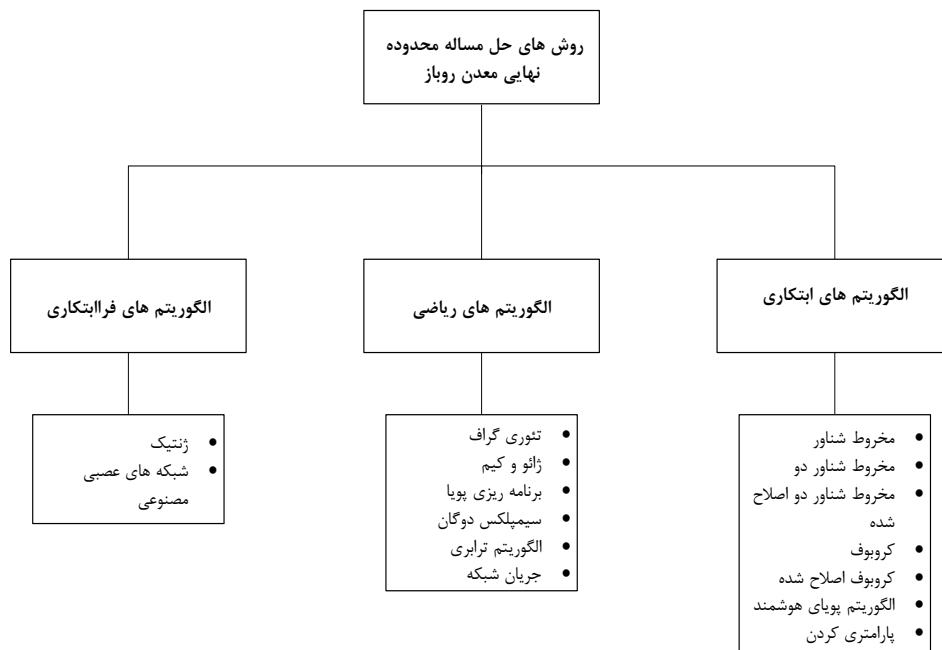 روش های حل مساله محدوده
نهایی معدن روباز
الگوریتم های ابتکاری
الگوریتم های ریاضی
الگوریتم های فراابتکاری
• مخروط شناور
• مخروط شناور دو
• مخروط شناور دو اصلاح
شده
• کروبوف
• کروبوف اصلاح شده
• الگوریتم پویای هوشمند
• پارامتری کردن
• تئوری گراف
• ژائو و کیم
• برنامه ریزی پویا
• سیمپلکس دوگان
• الگوریتم ترابری
• جریان شبکه
• ژنتیک
• شبکه های عصبی
مصنوعی